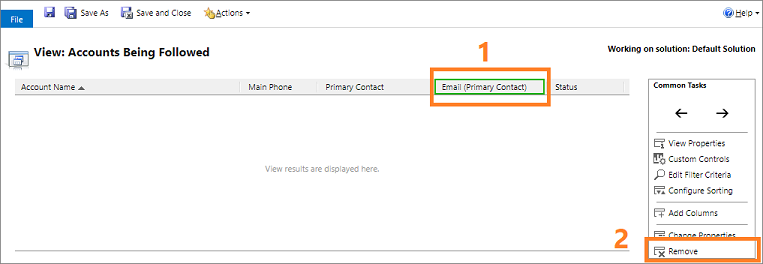 File Save As Save and Close Actions Help
View: Accounts Being Followed
Working on solution: Default Solution
1
Account Name Main Phone Primary Contact Email (Primary Contact) Status
Common Tasks
View Properties
Custom Controls
Edit Filter Criteria
Configure Sorting
View results are displayed here.
Add Columns
Change Properties
2
Remove